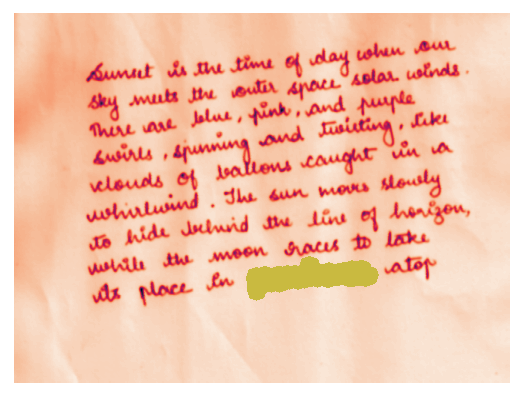 Sunset is the time of day when our
sky meets the outer space solar winds.
There are blue, pink, and purple
swirls, spinning and twisting, like
clouds of balloons caught in a
whirlwind. The sun moves slowly
to hide behind the line of horizon,
while the moon races to take
its place in atop